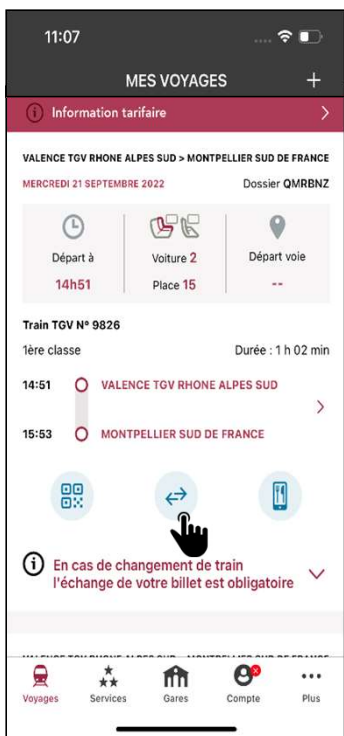 11:07
MES VOYAGES +
Information tarifaire
VALENCE TGV RHONE ALPES SUD > MONTPELLIER SUD DE FRANCE
MERCREDI 21 SEPTEMBRE 2022 Dossier QMRBNZ
Départ à Voiture 2 Départ voie
14h51 Place 15 --
Train TGV N° 9826
1ère classe Durée : 1 h 02 min
14:51 VALENCE TGV RHONE ALPES SUD
15:53 MONTPELLIER SUD DE FRANCE
En cas de changement de train
l'échange de votre billet est obligatoire
Voyages Services Gares Compte Plus